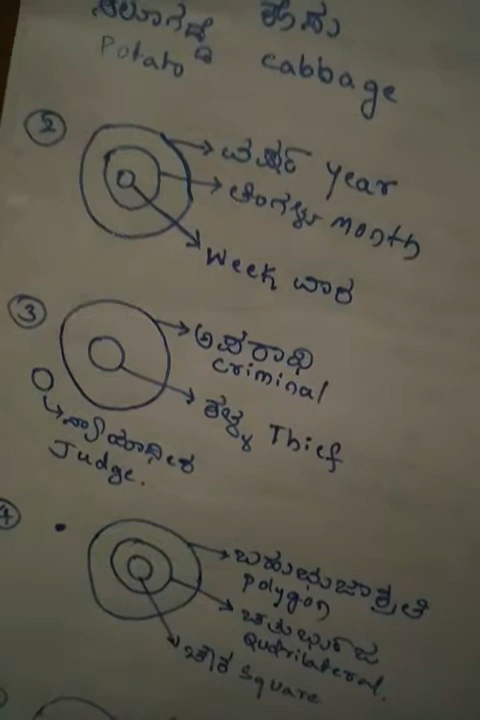 ಆಲೂಗಡ್ಡೆ ಕೋಸು
Potato cabbage
2
ವರ್ಷ year
ತಿಂಗಳು month
week ವಾರ
3
ಅಪರಾಧಿ
criminal
ಕಳ್ಳ Thief
ನ್ಯಾಯಾಧೀಶ
Judge.
4
ಬಹುಭುಜಾಕೃತಿ
polygon
ಚತುರ್ಭುಜ
Quadrilateral.
ಚೌಕ square